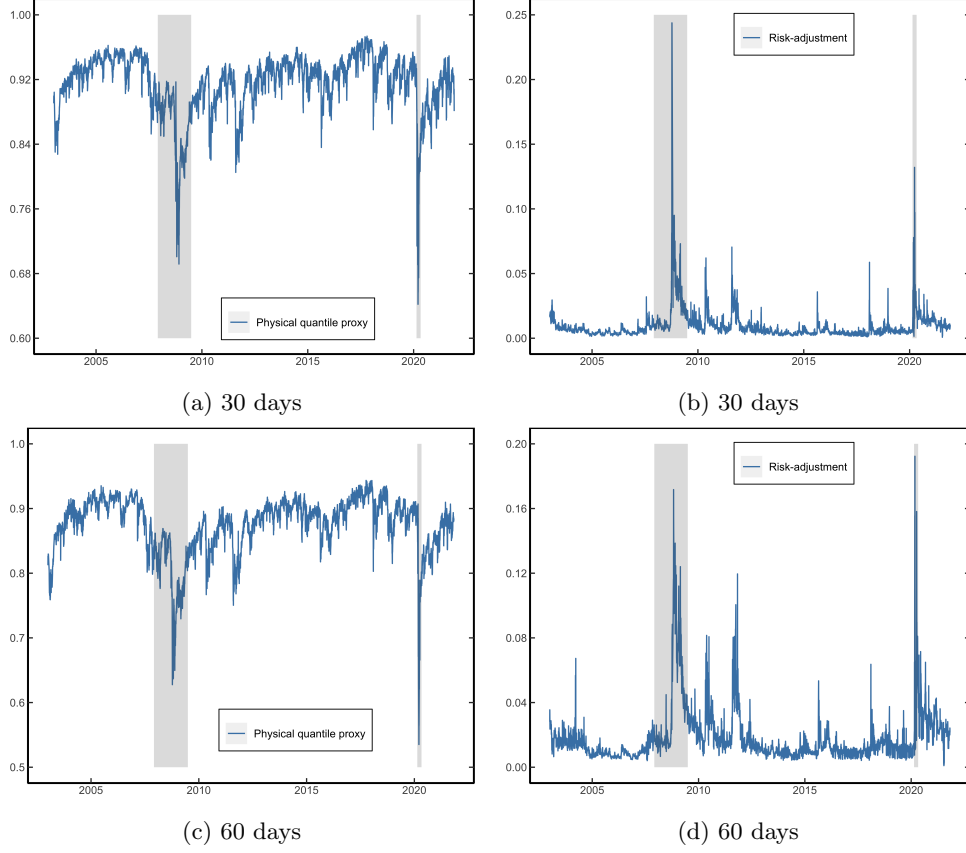 1.00
0.92
0.84
0.76
0.68
0.60
Physical quantile proxy
2005 2010 2015 2020
(a) 30 days
0.25
0.20
0.15
0.10
0.05
0.00
Risk-adjustment
2005 2010 2015 2020
(b) 30 days
1.0
0.9
0.8
0.7
0.6
0.5
Physical quantile proxy
2005 2010 2015 2020
(c) 60 days
0.20
0.16
0.12
0.08
0.04
0.00
Risk-adjustment
2005 2010 2015 2020
(d) 60 days